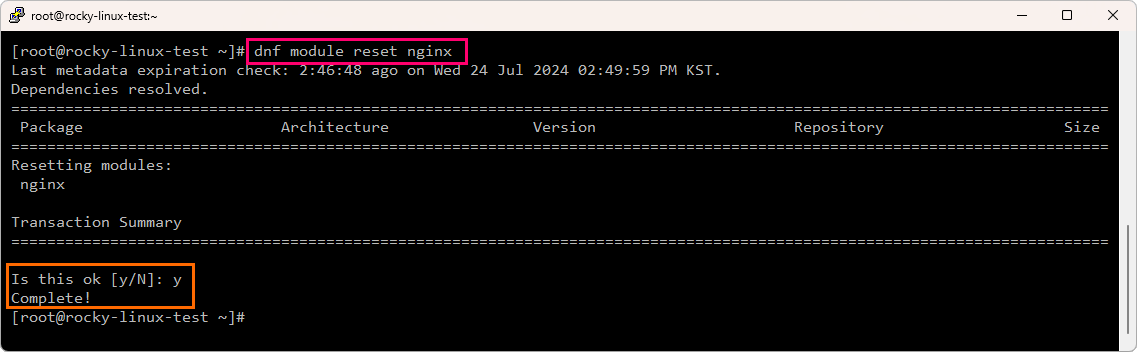 root@rocky-linux-test:~
[root@rocky-linux-test ~]# dnf module reset nginx
Last metadata expiration check: 2:46:48 ago on Wed 24 Jul 2024 02:49:59 PM KST.
Dependencies resolved.
================================================================================================================
Package Architecture Version Repository Size
================================================================================================================
Resetting modules:
nginx
Transaction Summary
================================================================================================================
Is this ok [y/N]: y
Complete!
[root@rocky-linux-test ~]#